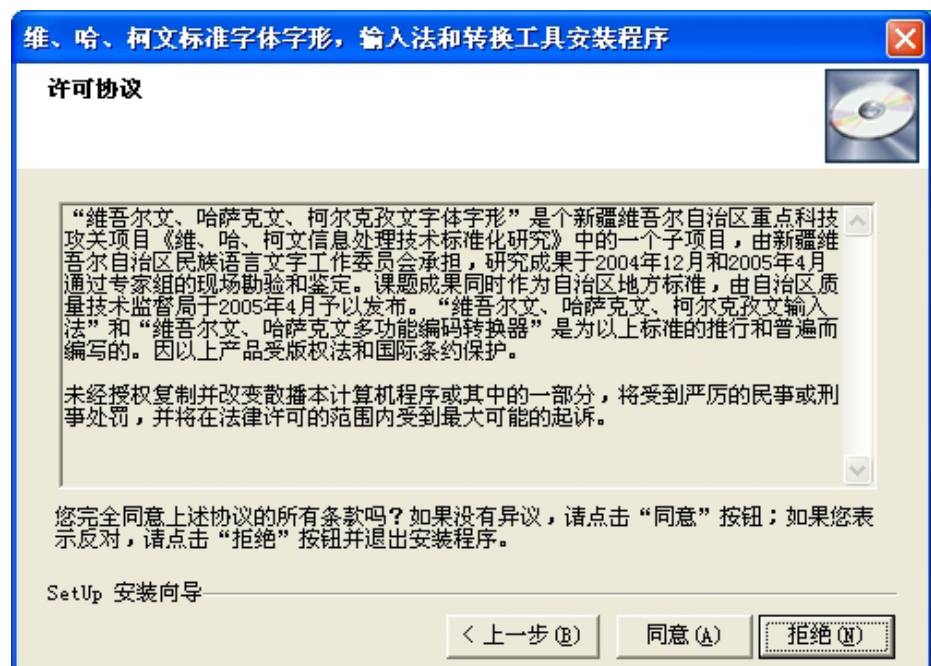 维、哈、柯文标准字体字形，输入法和转换工具安装程序
许可协议
“维吾尔文、哈萨克文、柯尔克孜文字体字形”是个新疆维吾尔自治区重点科技
攻关项目《维、哈、柯文信息处理技术标准化研究》中的一个子项目，由新疆维
吾尔自治区民族语言文字工作委员会承担，研究成果于2004年12月和2005年4月
通过专家组的现场勘验和鉴定。课题成果同时作为自治区地方标准，由自治区质
量技术监督局于2005年4月予以发布。“维吾尔文、哈萨克文、柯尔克孜文输入
法”和“维吾尔文、哈萨克文多功能编码转换器”是为以上标准的推行和普遍而
编写的。因以上产品受版权法和国际条约保护。
未经授权复制并改变散播本计算机程序或其中的一部分，将受到严厉的民事或刑
事处罚，并将在法律许可的范围内受到最大可能的起诉。
您完全同意上述协议的所有条款吗？如果没有异议，请点击“同意”按钮；如果您表
示反对，请点击“拒绝”按钮并退出安装程序。
SetUp 安装向导
< 上一步(B) 同意(A) 拒绝(N)